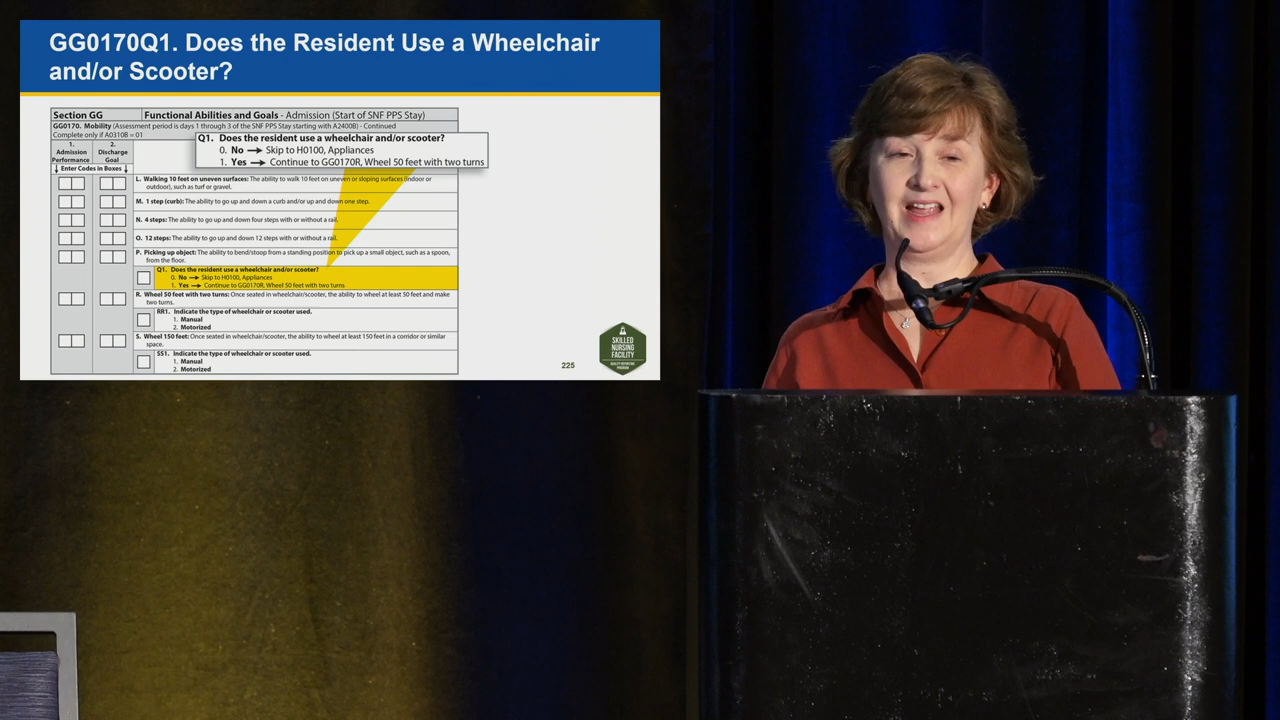 GG0170Q1. Does the Resident Use a Wheelchair
and/or Scooter?
Section GG
Functional Abilities and Goals - Admission (Start of SNF PPS Stay)
GG0170. Mobility (Assessment period is days 1 through 3 of the SNF PPS Stay starting with A2400B) - Continued
Complete only if A0310B = 01
Q1. Does the resident use a wheelchair and/or scooter?
0. No → Skip to H0100, Appliances
1. Yes → Continue to GG0170R, Wheel 50 feet with two turns
1.
Admission
Performance
2.
Discharge
Goal
↓ Enter Codes in Boxes ↓
L. Walking 10 feet on uneven surfaces: The ability to walk 10 feet on uneven or sloping surfaces (indoor or
outdoor), such as turf or gravel.
M. 1 step (curb): The ability to go up and down a curb and/or up and down one step.
N. 4 steps: The ability to go up and down four steps with or without a rail.
O. 12 steps: The ability to go up and down 12 steps with or without a rail.
P. Picking up object: The ability to bend/stoop from a standing position to pick up a small object, such as a spoon,
from the floor.
Q1. Does the resident use a wheelchair and/or scooter?
0. No → Skip to H0100, Appliances
1. Yes → Continue to GG0170R, Wheel 50 feet with two turns
R. Wheel 50 feet with two turns: Once seated in wheelchair/scooter, the ability to wheel at least 50 feet and make
two turns.
RR1. Indicate the type of wheelchair or scooter used.
1. Manual
2. Motorized
S. Wheel 150 feet: Once seated in wheelchair/scooter, the ability to wheel at least 150 feet in a corridor or similar
space.
SS1. Indicate the type of wheelchair or scooter used.
1. Manual
2. Motorized
SKILLED
NURSING
FACILITY
QUALITY REPORTING
PROGRAM
225